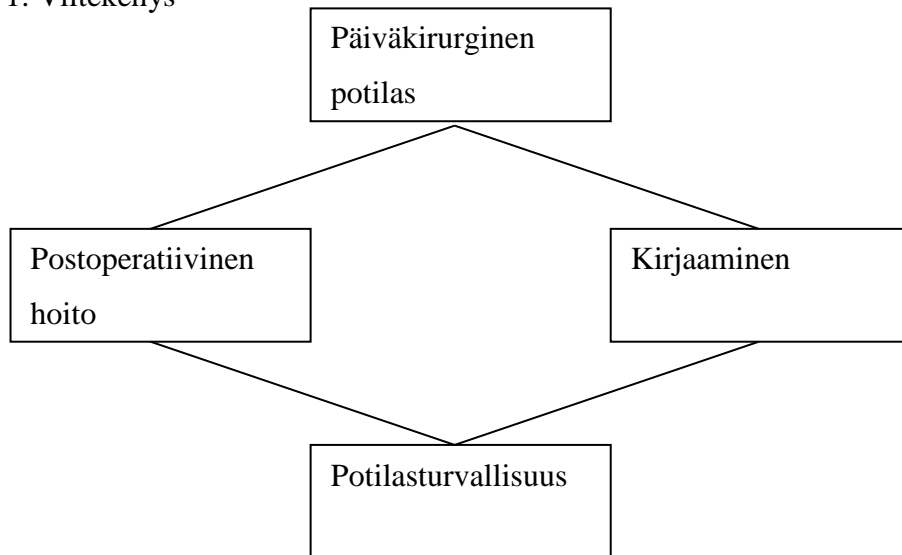 1. Viitekehys
Päiväkirurginen
potilas
Postoperatiivinen
hoito
Kirjaaminen
Potilasturvallisuus